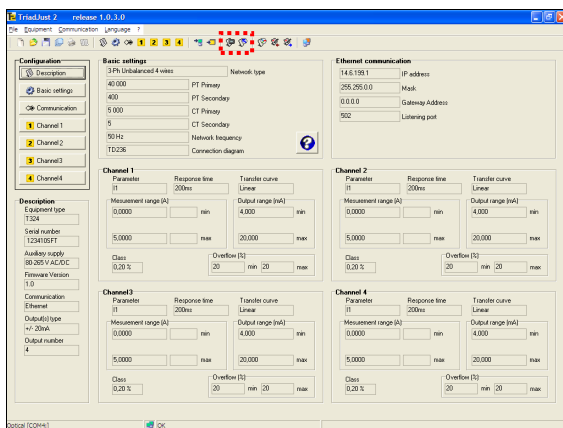 TriadJust 2 release 1.0.3.0
File Equipment Communication Language ?
1 2 3 4
Configuration
Description
Basic settings
Communication
1 Channel 1
2 Channel 2
3 Channel3
4 Channel4
Description
Equipment type
T324
Serial number
1234105FT
Auxiliary supply
80-265 V AC/DC
Firmware Version
1.0
Communication
Ethernet
Output(s) type
+/- 20mA
Output number
4
Basic settings
3-Ph Unbalanced 4 wires Network type
40 000 PT Primary
400 PT Secondary
5 000 CT Primary
5 CT Secondary
50 Hz Network frequency
TD236 Connection diagram
Ethernet communication
14.6.199.1 IP address
255.255.0.0 Mask
0.0.0.0 Gateway Address
502 Listening port
Channel 1
Parameter Response time Transfer curve
I1 200ms Linear
Mesurement range (A) Output range (mA)
0,0000 min 4,000 min
5,0000 max 20,000 max
Class Overflow (%)
0,20 % 20 min 20 max
Channel 2
Parameter Response time Transfer curve
I1 200ms Linear
Mesurement range (A) Output range (mA)
0,0000 min 4,000 min
5,0000 max 20,000 max
Class Overflow (%)
0,20 % 20 min 20 max
Channel3
Parameter Response time Transfer curve
I1 200ms Linear
Mesurement range (A) Output range (mA)
0,0000 min 4,000 min
5,0000 max 20,000 max
Class Overflow (%)
0,20 % 20 min 20 max
Channel 4
Parameter Response time Transfer curve
I1 200ms Linear
Mesurement range (A) Output range (mA)
0,0000 min 4,000 min
5,0000 max 20,000 max
Class Overflow (%)
0,20 % 20 min 20 max
Optical [COM4:] OK